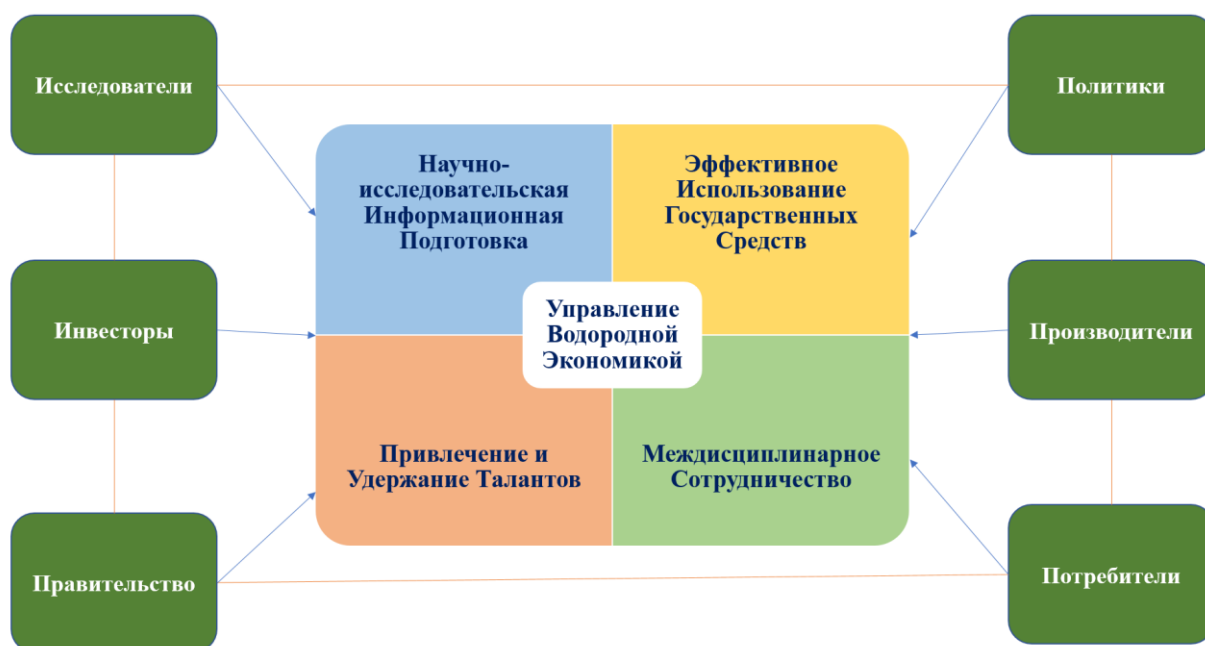 Исследователи
Политики
Научно-
исследовательская
Информационная
Подготовка
Эффективное
Использование
Государственных
Средств
Инвесторы
Управление
Водородной
Экономикой
Производители
Привлечение и
Удержание Талантов
Междисциплинарное
Сотрудничество
Правительство
Потребители